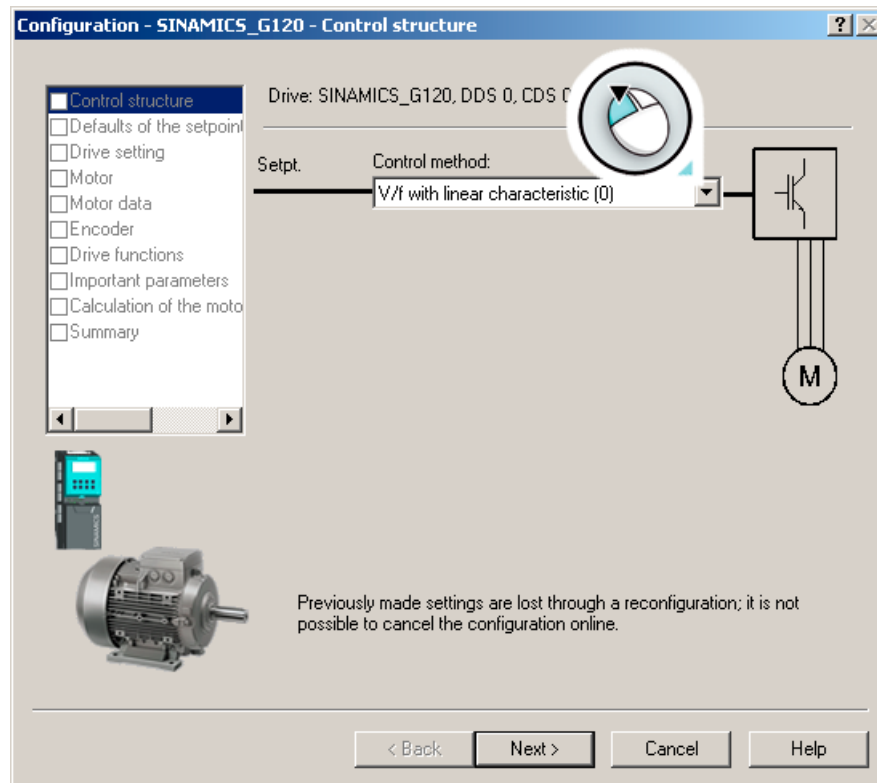 Configuration - SINAMICS_G120 - Control structure
Control structure
Defaults of the setpoint
Drive setting
Motor
Motor data
Encoder
Drive functions
Important parameters
Calculation of the moto
Summary
Drive: SINAMICS_G120, DDS 0, CDS 0
Setpt.
Control method:
V/f with linear characteristic (0)
M
SINAMICS
Previously made settings are lost through a reconfiguration; it is not
possible to cancel the configuration online.
< Back
Next >
Cancel
Help